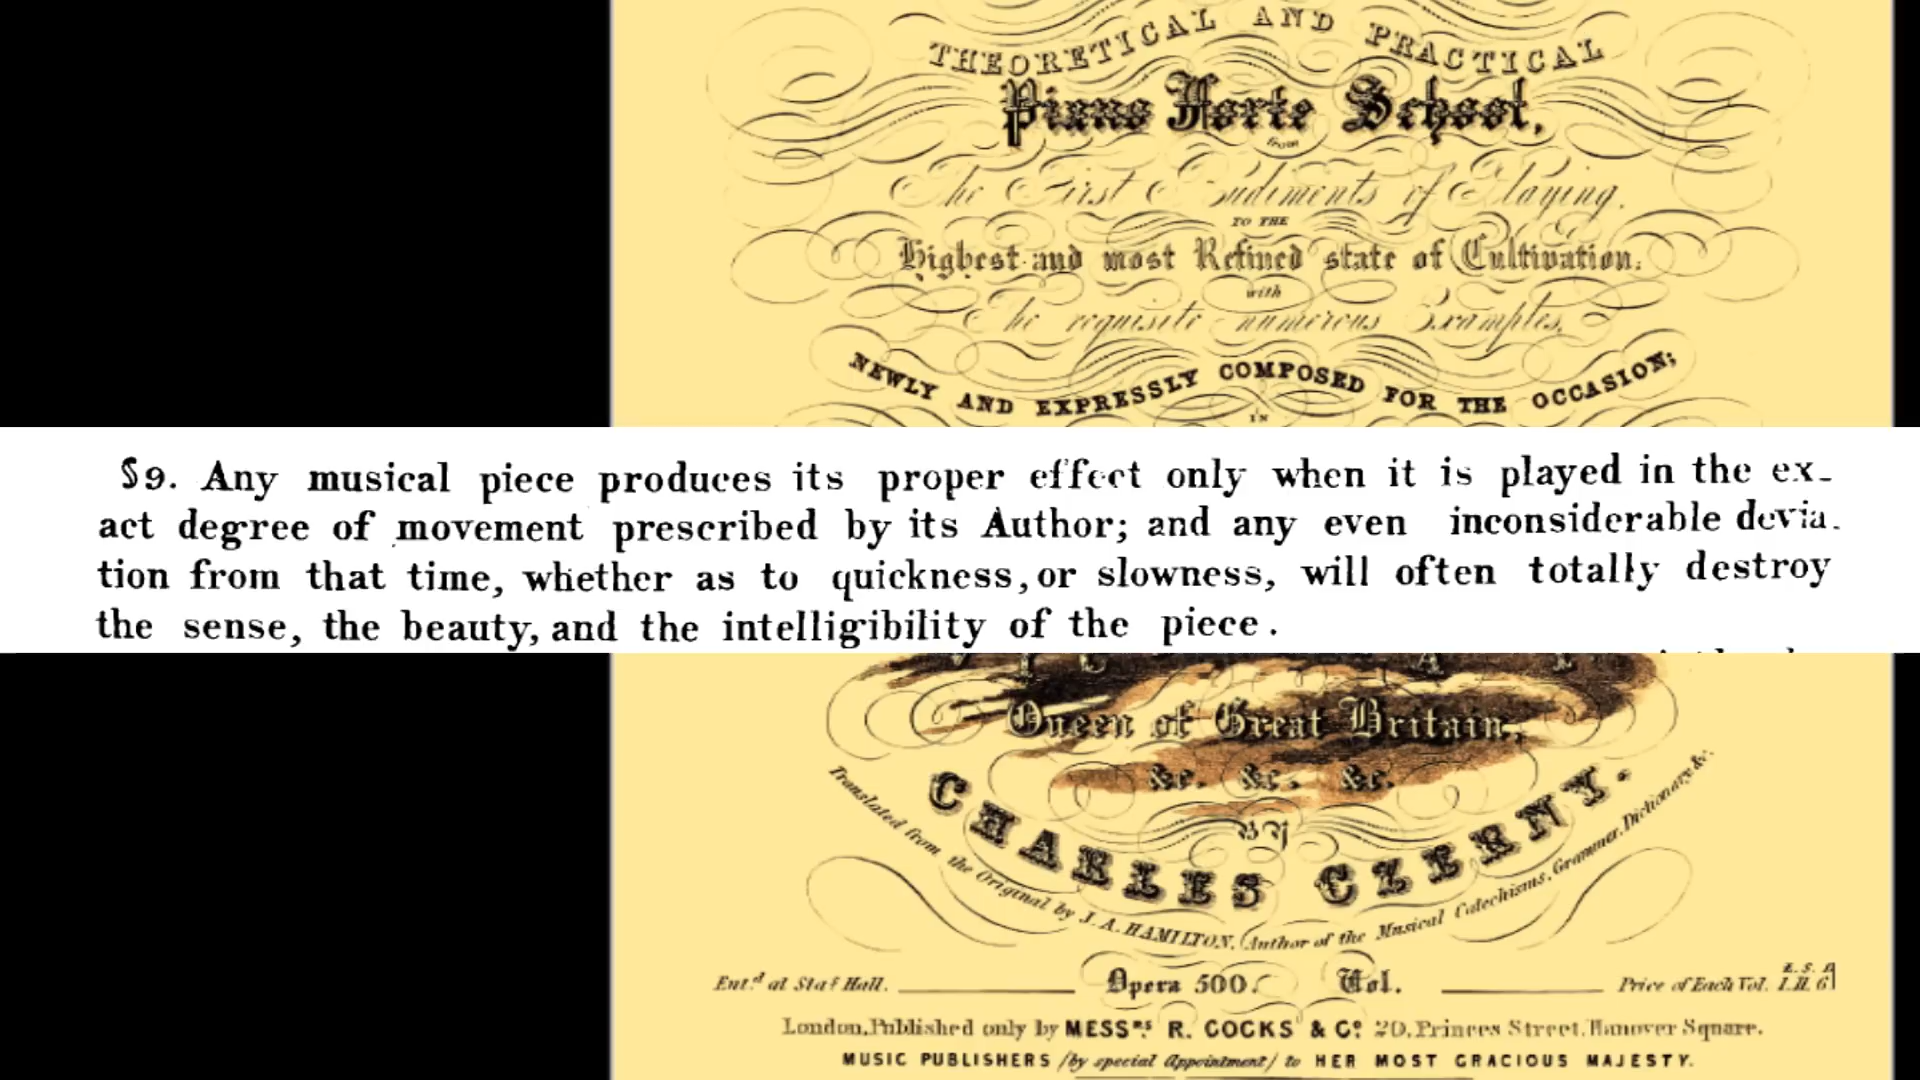 THEORETICAL AND PRACTICAL
Piano Forte School,
from
The First Rudiments of Playing,
TO THE
Highest and most Refined state of Cultivation;
with
The requisite numerous Examples,
NEWLY AND EXPRESSLY COMPOSED FOR THE OCCASION;
IN
§9. Any musical piece produces its proper effect only when it is played in the ex-
act degree of movement prescribed by its Author; and any even inconsiderable devia-
tion from that time, whether as to quickness, or slowness, will often totally destroy
the sense, the beauty, and the intelligibility of the piece.
Queen of Great Britain,
&c. &c. &c.
BY
CHARLES CZERNY.
Translated from the Original by J. A. HAMILTON, (Author of the Musical Catechisms, Grammar, Dictionary, &c.
Ent.d at Sta.s Hall. Opera 500. Vol. Price of Each Vol.
London, Published only by MESSRS. R. COCKS & Co. 20, Princes Street, Hanover Square.
MUSIC PUBLISHERS (by special Appointment) to HER MOST GRACIOUS MAJESTY.